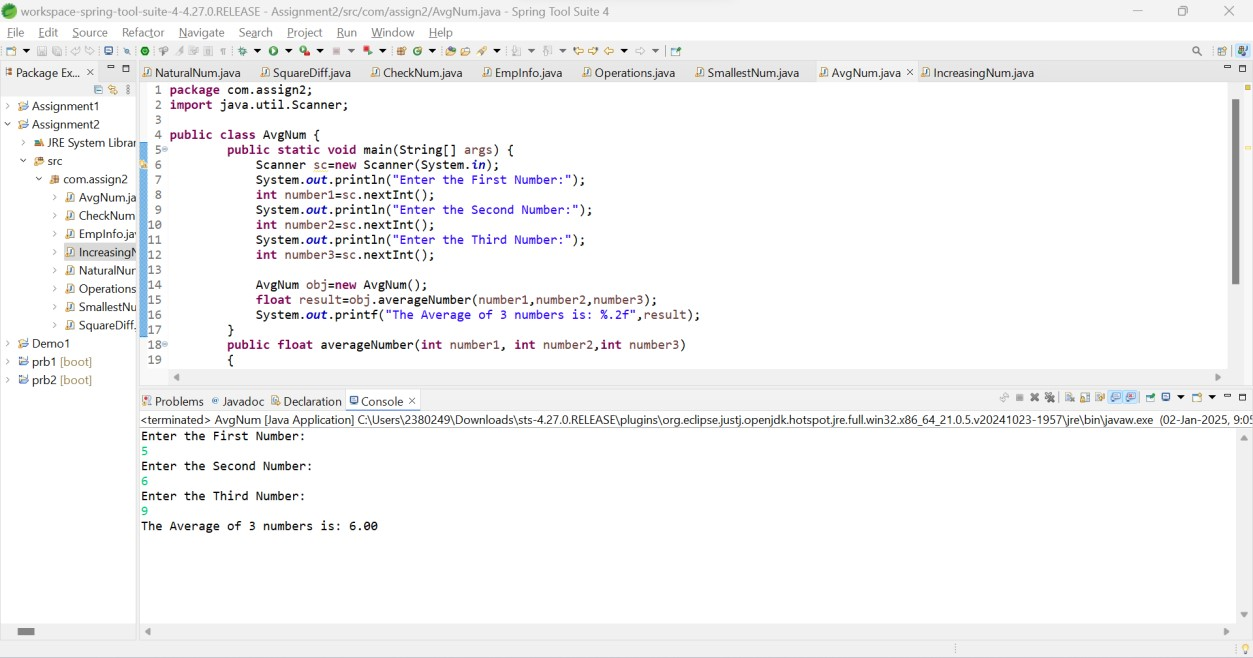 workspace-spring-tool-suite-4-4.27.0.RELEASE - Assignment2/src/com/assign2/AvgNum.java - Spring Tool Suite 4
File Edit Source Refactor Navigate Search Project Run Window Help
Package Ex...
NaturalNum.java SquareDiff.java CheckNum.java EmpInfo.java Operations.java SmallestNum.java AvgNum.java IncreasingNum.java
Assignment1
Assignment2
JRE System Librar
src
com.assign2
AvgNum.ja
CheckNum
EmpInfo.ja
Increasing
NaturalNur
Operations
SmallestNu
SquareDiff.
Demo1
prb1 [boot]
prb2 [boot]
1 package com.assign2;
2 import java.util.Scanner;
3
4 public class AvgNum {
5 public static void main(String[] args) {
6 Scanner sc=new Scanner(System.in);
7 System.out.println("Enter the First Number:");
8 int number1=sc.nextInt();
9 System.out.println("Enter the Second Number:");
10 int number2=sc.nextInt();
11 System.out.println("Enter the Third Number:");
12 int number3=sc.nextInt();
13
14 AvgNum obj=new AvgNum();
15 float result=obj.averageNumber(number1,number2,number3);
16 System.out.printf("The Average of 3 numbers is: %.2f",result);
17 }
18 public float averageNumber(int number1, int number2,int number3)
19 {
Problems Javadoc Declaration Console
<terminated> AvgNum [Java Application] C:\Users\2380249\Downloads\sts-4.27.0.RELEASE\plugins\org.eclipse.justj.openjdk.hotspot.jre.full.win32.x86_64_21.0.5.v20241023-1957\jre\bin\javaw.exe (02-Jan-2025, 9:05
Enter the First Number:
5
Enter the Second Number:
6
Enter the Third Number:
9
The Average of 3 numbers is: 6.00